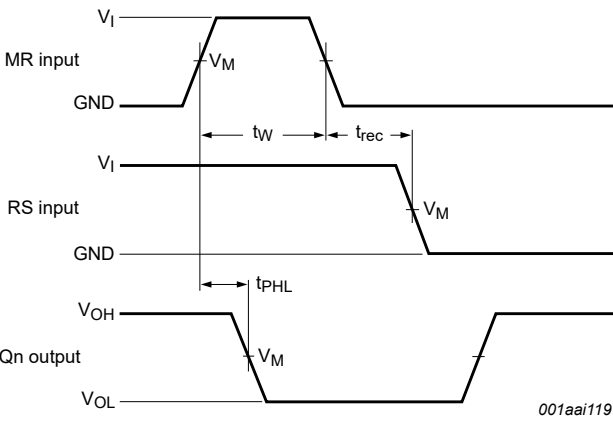 VI
MR input
VM
GND
tW
trec
VI
RS input
VM
GND
tPHL
VOH
Qn output
VM
VOL
001aai119